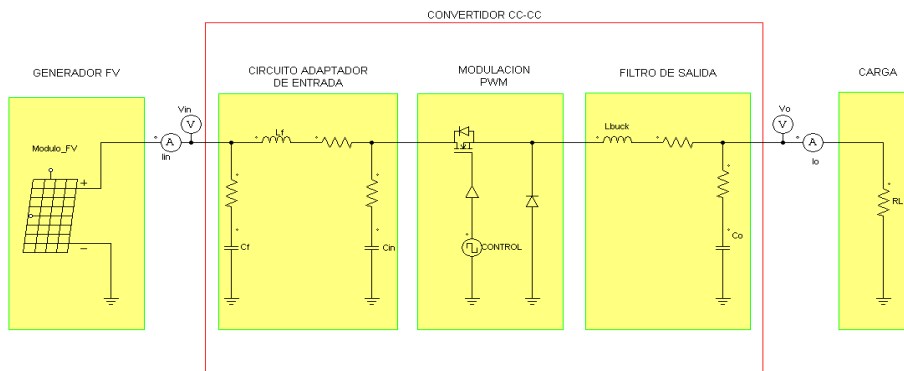 CONVERTIDOR CC-CC
GENERADOR FV
CIRCUITO ADAPTADOR
DE ENTRADA
MODULACION
PWM
FILTRO DE SALIDA
CARGA
Vin
V
Vo
V
Modulo_FV
A
Iin
Lf
Lbuck
A
Io
+
−
RL
Cf
Cin
CONTROL
Co